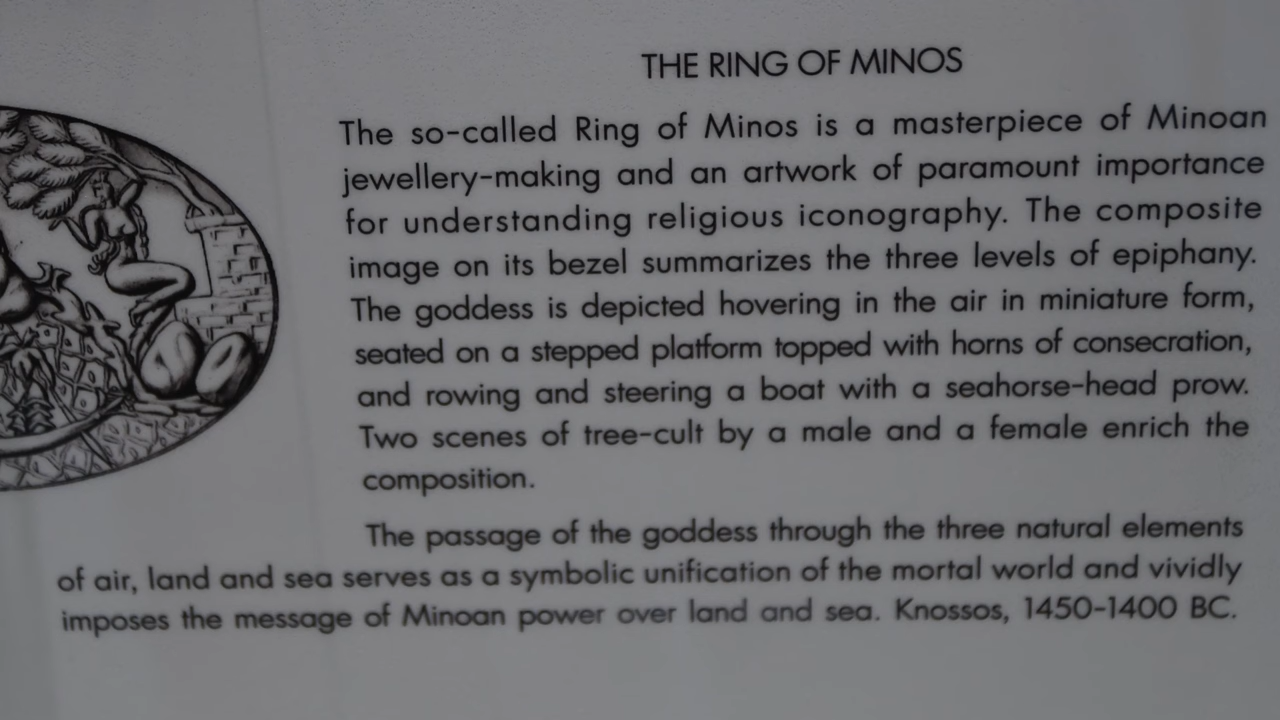 THE RING OF MINOS
The so-called Ring of Minos is a masterpiece of Minoan
jewellery-making and an artwork of paramount importance
for understanding religious iconography. The composite
image on its bezel summarizes the three levels of epiphany.
The goddess is depicted hovering in the air in miniature form,
seated on a stepped platform topped with horns of consecration,
and rowing and steering a boat with a seahorse-head prow.
Two scenes of tree-cult by a male and a female enrich the
composition.
The passage of the goddess through the three natural elements
of air, land and sea serves as a symbolic unification of the mortal world and vividly
imposes the message of Minoan power over land and sea. Knossos, 1450-1400 BC.